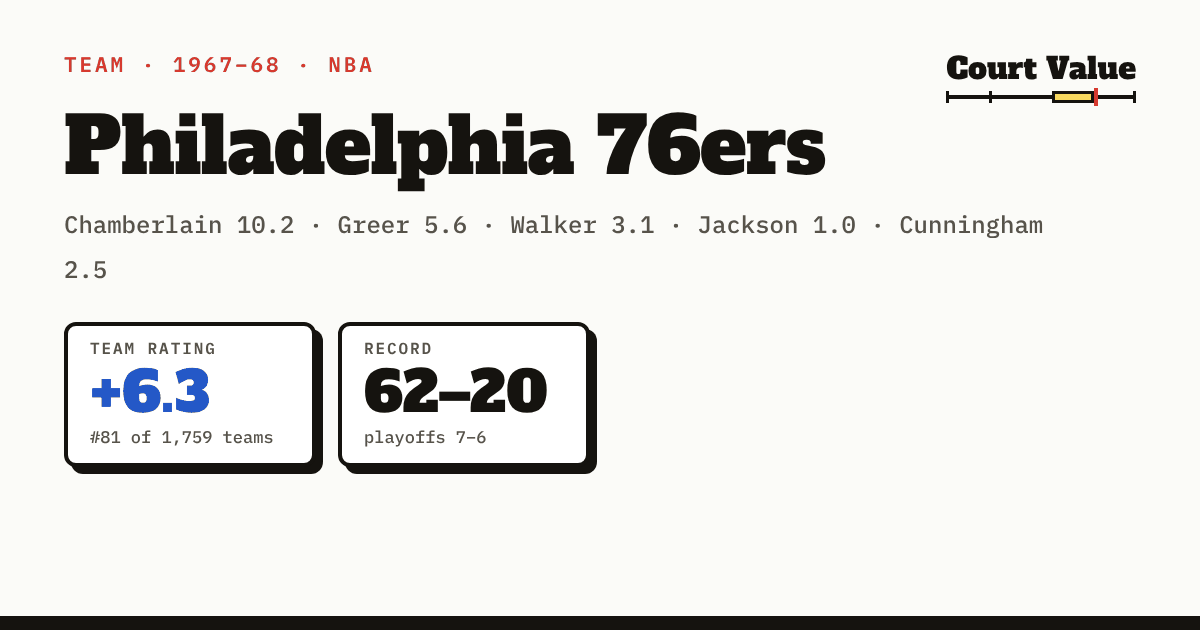 TEAM · 1967–68 · NBA
Court Value
Philadelphia 76ers
Chamberlain 10.2 · Greer 5.6 · Walker 3.1 · Jackson 1.0 · Cunningham
2.5
TEAM RATING
+6.3
#81 of 1,759 teams
RECORD
62–20
playoffs 7–6